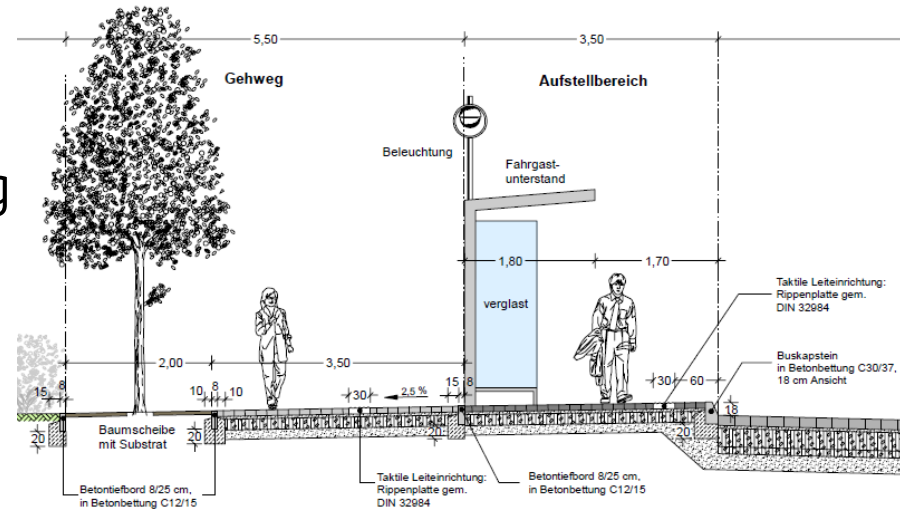 5,50
3,50
Gehweg
Aufstellbereich
g
Beleuchtung
Fahrgast-
unterstand
1,80
1,70
verglast
Taktile Leiteinrichtung:
Rippenplatte gem.
DIN 32984
Buskapstein
in Betonbettung C30/37,
18 cm Ansicht
2,00
3,50
15
8
10
8
10
30
2,5 %
15
8
30
60
18
20
Baumscheibe
mit Substrat
20
20
20
Betontiefbord 8/25 cm,
in Betonbettung C12/15
Taktile Leiteinrichtung:
Rippenplatte gem.
DIN 32984
Betontiefbord 8/25 cm,
in Betonbettung C12/15